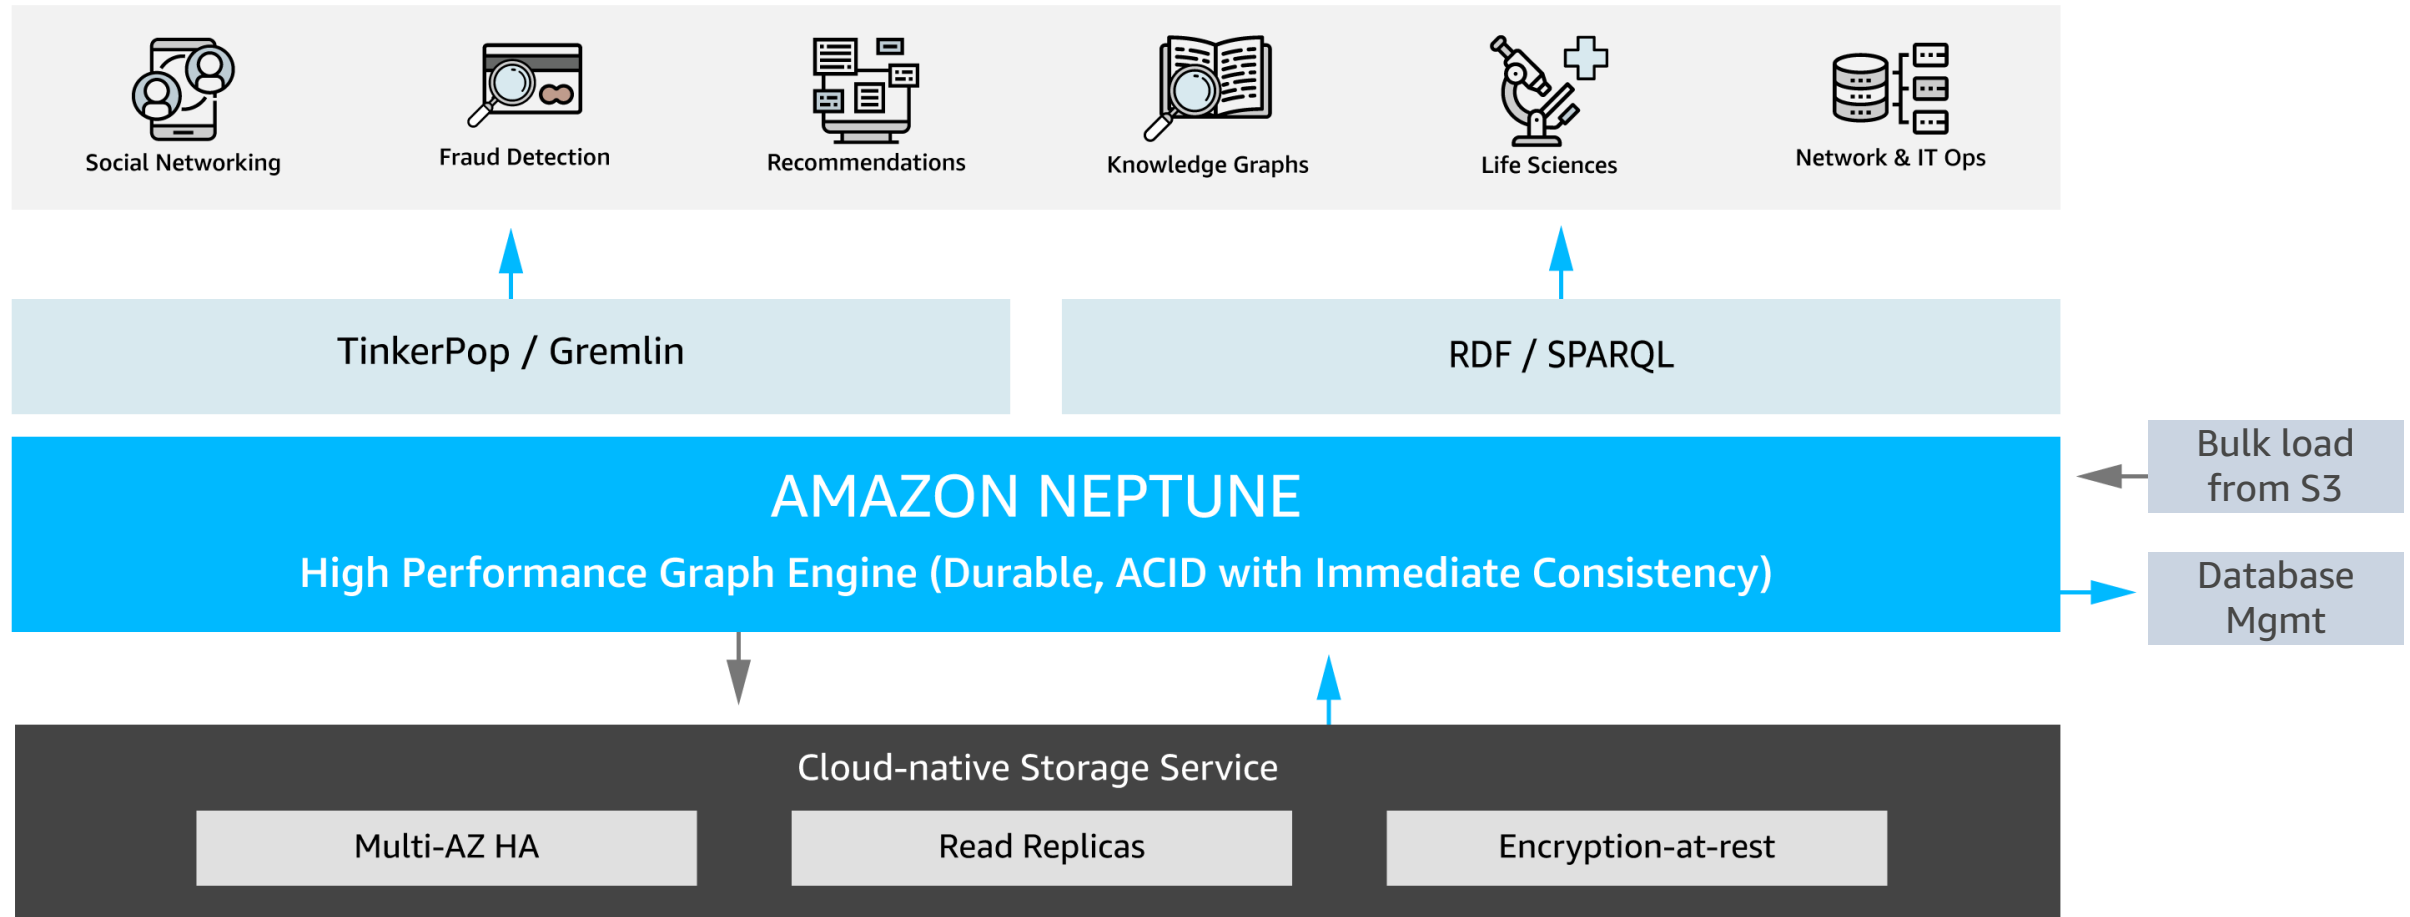 Social Networking
Fraud Detection
Recommendations
Knowledge Graphs
Life Sciences
Network & IT Ops
TinkerPop / Gremlin
RDF / SPARQL
AMAZON NEPTUNE
High Performance Graph Engine (Durable, ACID with Immediate Consistency)
Bulk load
from S3
Database
Mgmt
Cloud-native Storage Service
Multi-AZ HA
Read Replicas
Encryption-at-rest